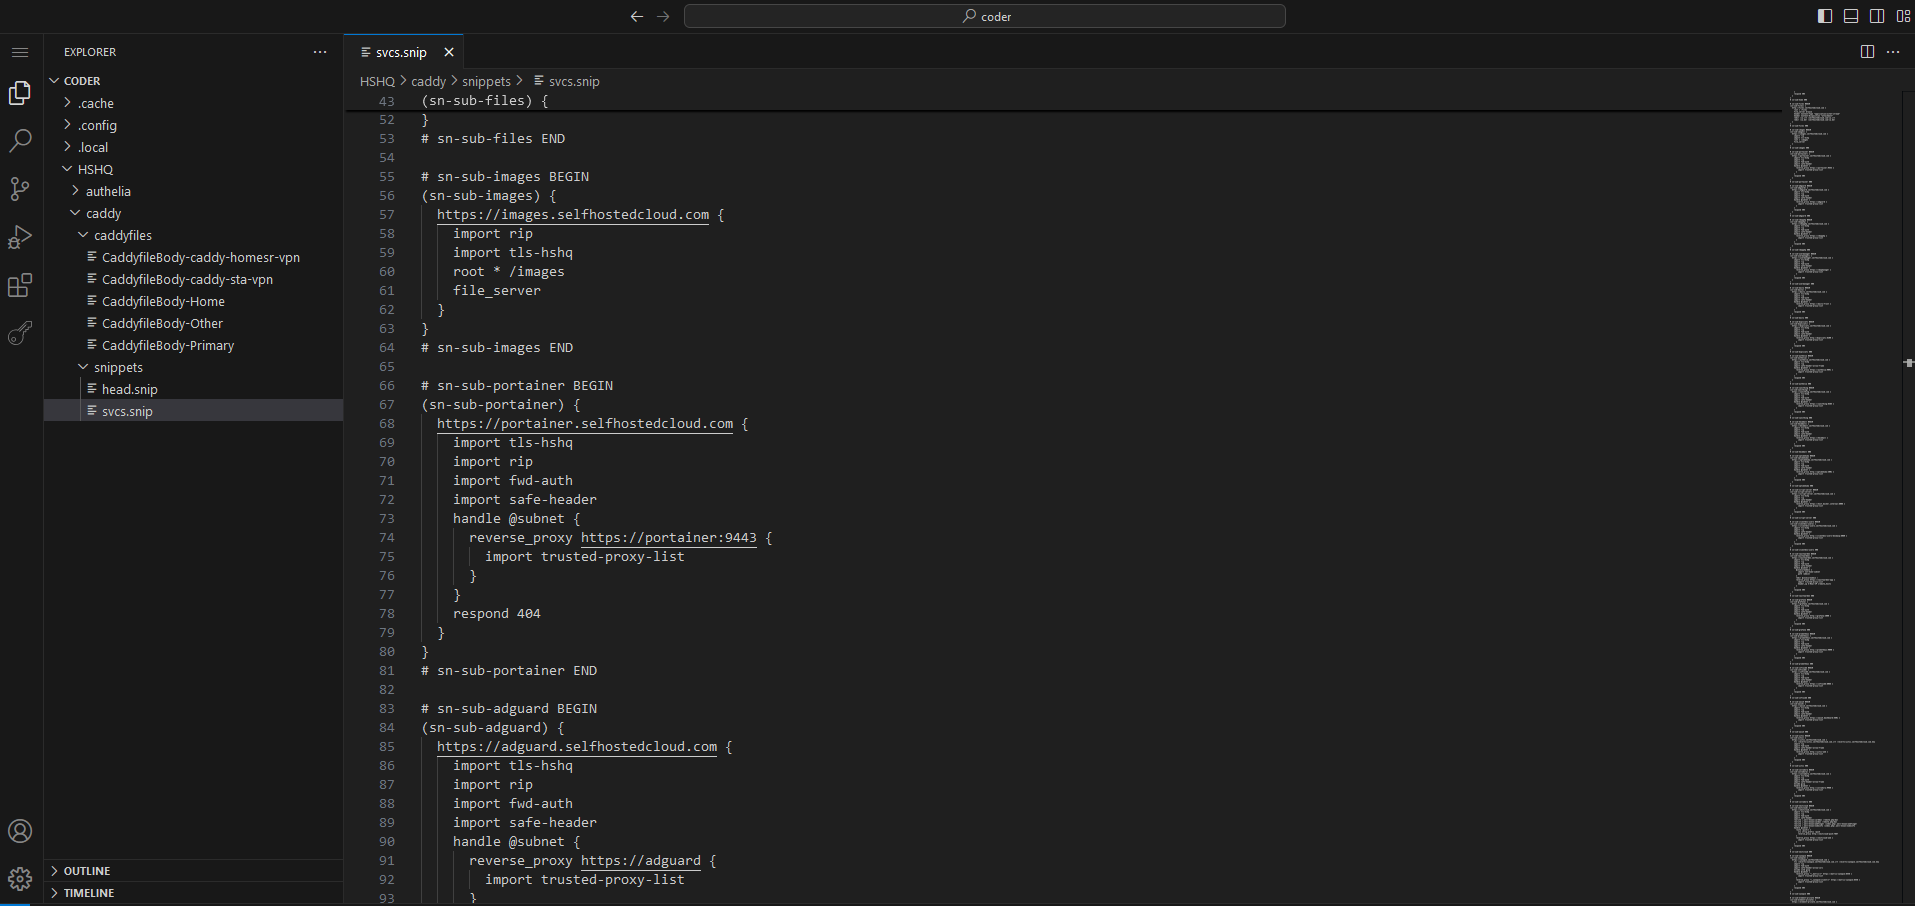 coder
EXPLORER
CODER
.cache
.config
.local
HSHQ
authelia
caddy
caddyfiles
CaddyfileBody-caddy-homesr-vpn
CaddyfileBody-caddy-sta-vpn
CaddyfileBody-Home
CaddyfileBody-Other
CaddyfileBody-Primary
snippets
head.snip
svcs.snip
OUTLINE
TIMELINE
svcs.snip
HSHQ > caddy > snippets > svcs.snip
43 (sn-sub-files) {
52 }
53 # sn-sub-files END
54
55 # sn-sub-images BEGIN
56 (sn-sub-images) {
57 https://images.selfhostedcloud.com {
58 import rip
59 import tls-hshq
60 root * /images
61 file_server
62 }
63 }
64 # sn-sub-images END
65
66 # sn-sub-portainer BEGIN
67 (sn-sub-portainer) {
68 https://portainer.selfhostedcloud.com {
69 import tls-hshq
70 import rip
71 import fwd-auth
72 import safe-header
73 handle @subnet {
74 reverse_proxy https://portainer:9443 {
75 import trusted-proxy-list
76 }
77 }
78 respond 404
79 }
80 }
81 # sn-sub-portainer END
82
83 # sn-sub-adguard BEGIN
84 (sn-sub-adguard) {
85 https://adguard.selfhostedcloud.com {
86 import tls-hshq
87 import rip
88 import fwd-auth
89 import safe-header
90 handle @subnet {
91 reverse_proxy https://adguard {
92 import trusted-proxy-list
93 }